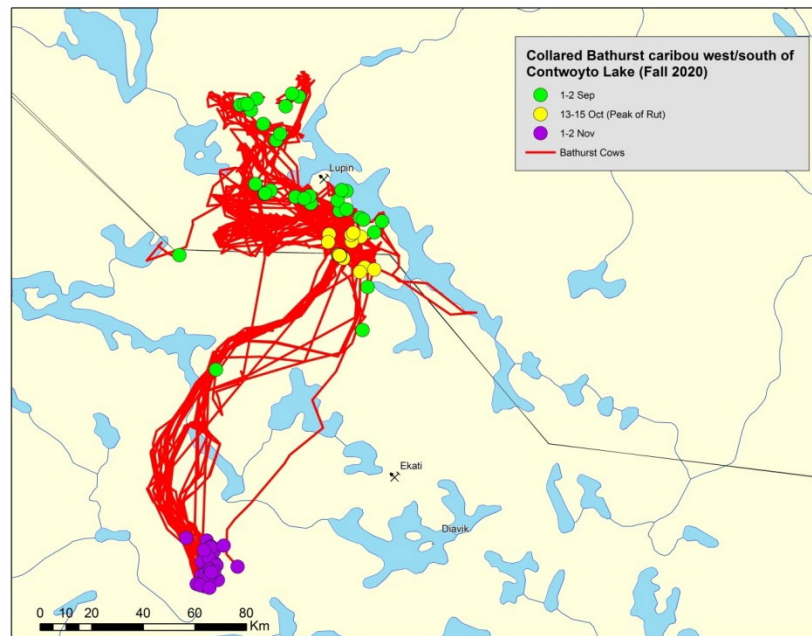 Collared Bathurst caribou west/south of
Contwoyto Lake (Fall 2020)
1-2 Sep
13-15 Oct (Peak of Rut)
1-2 Nov
Bathurst Cows
Lupin
Ekati
Diavik
0 5 10 20 40 60 80
Km